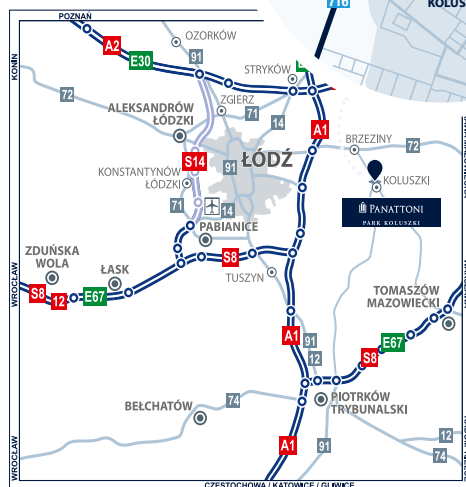 716
KOLUSZ
POZNAŃ
A2
E30
OZORKÓW
91
STRYKÓW
KONIN
72
ZGIERZ
71
14
ALEKSANDRÓW
ŁÓDZKI
A1
BRZEZINY
72
S14
91
ŁÓDŹ
KONSTANTYNÓW
ŁÓDZKI
KOLUSZKI
71
14
PANATTONI
PARK KOLUSZKI
PABIANICE
S8
ZDUŃSKA
WOLA
ŁASK
TUSZYN
WROCŁAW
S8
12
E67
TOMASZÓW
MAZOWIECKI
A1
91
12
E67
S8
74
BEŁCHATÓW
PIOTRKÓW
TRYBUNALSKI
12
74
A1
91
WROCŁAW
CZĘSTOCHOWA / KATOWICE / GLIWICE